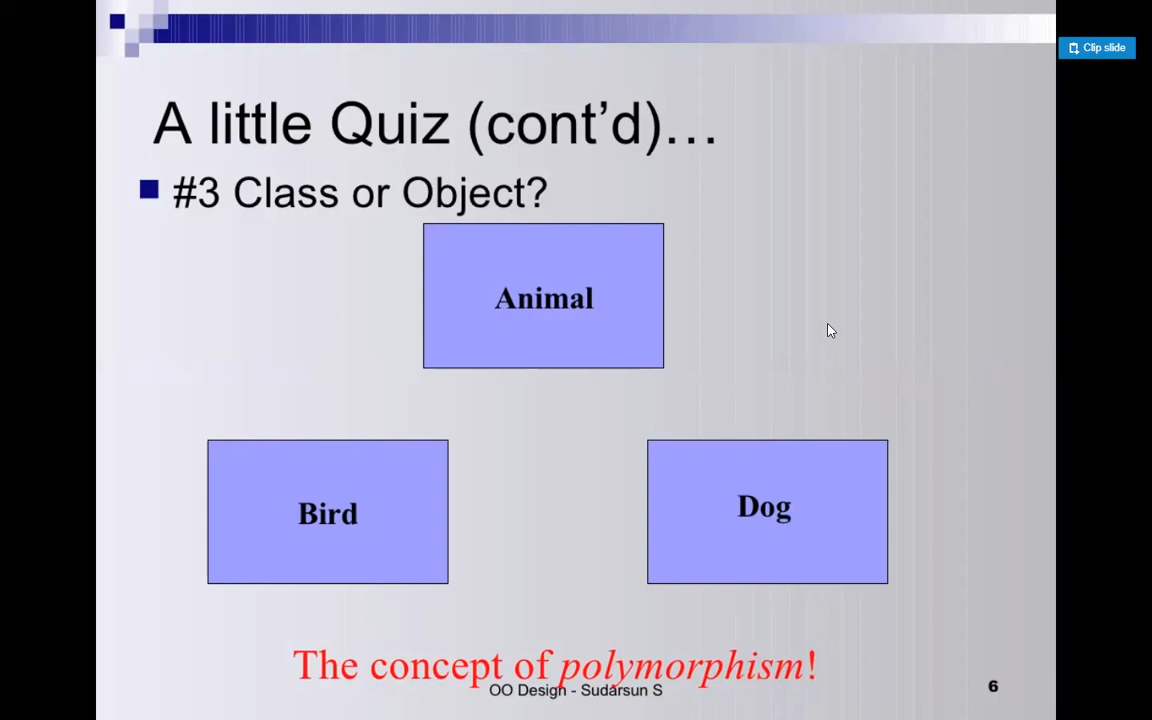 Clip slide
A little Quiz (cont’d)…
#3 Class or Object?
Animal
Bird
Dog
The concept of polymorphism!
OO Design - Sudarsun S
6